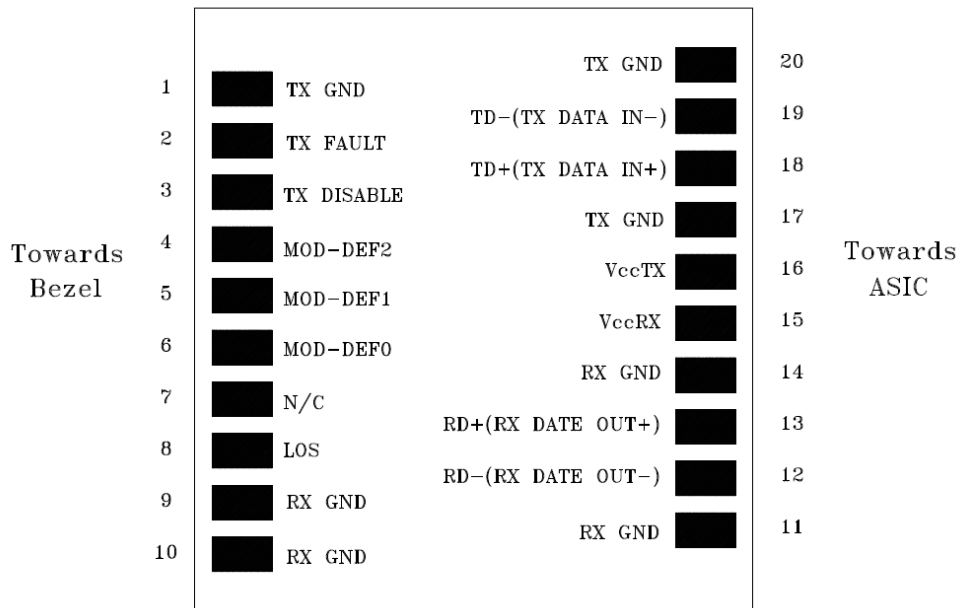 1 TX GND
2 TX FAULT
3 TX DISABLE
4 MOD-DEF2
5 MOD-DEF1
6 MOD-DEF0
7 N/C
8 LOS
9 RX GND
10 RX GND
Towards
Bezel
TX GND 20
TD-(TX DATA IN-) 19
TD+(TX DATA IN+) 18
TX GND 17
VccTX 16
VccRX 15
RX GND 14
RD+(RX DATE OUT+) 13
RD-(RX DATE OUT-) 12
RX GND 11
Towards
ASIC